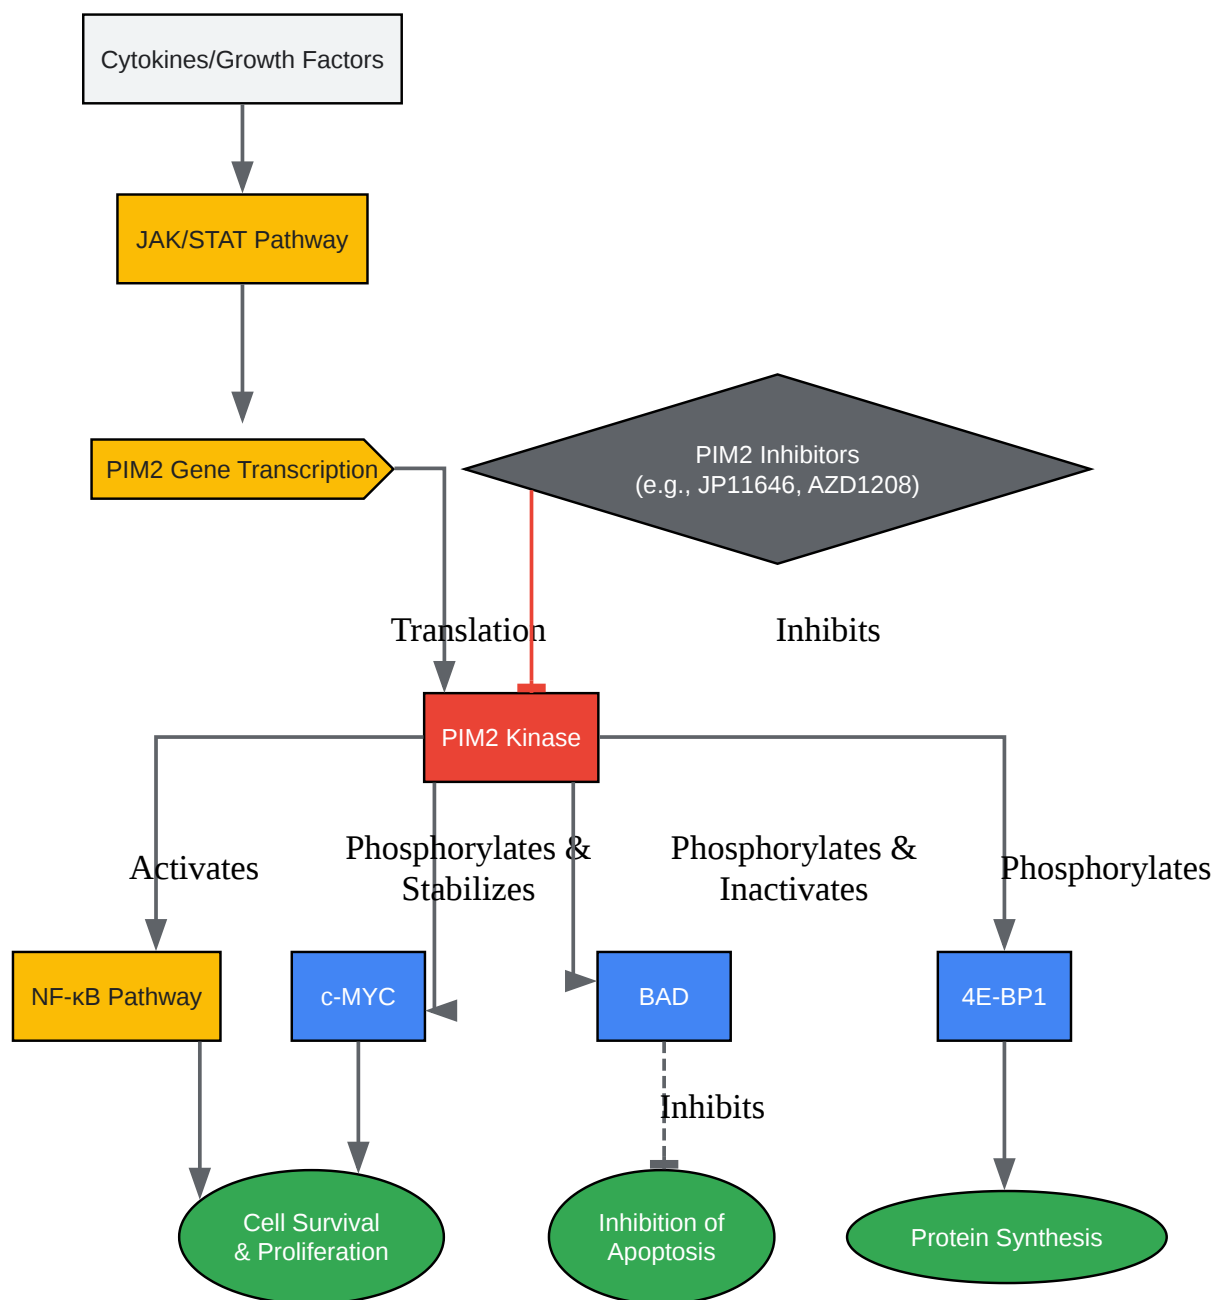 Cytokines/Growth Factors
JAK/STAT Pathway
PIM2 Gene Transcription
PIM2 Inhibitors
(e.g., JP11646, AZD1208)
Translation
Inhibits
PIM2 Kinase
Activates
Phosphorylates &
Stabilizes
Phosphorylates &
Inactivates
Phosphorylates
NF-κB Pathway
c-MYC
BAD
4E-BP1
Inhibits
Cell Survival
& Proliferation
Inhibition of
Apoptosis
Protein Synthesis